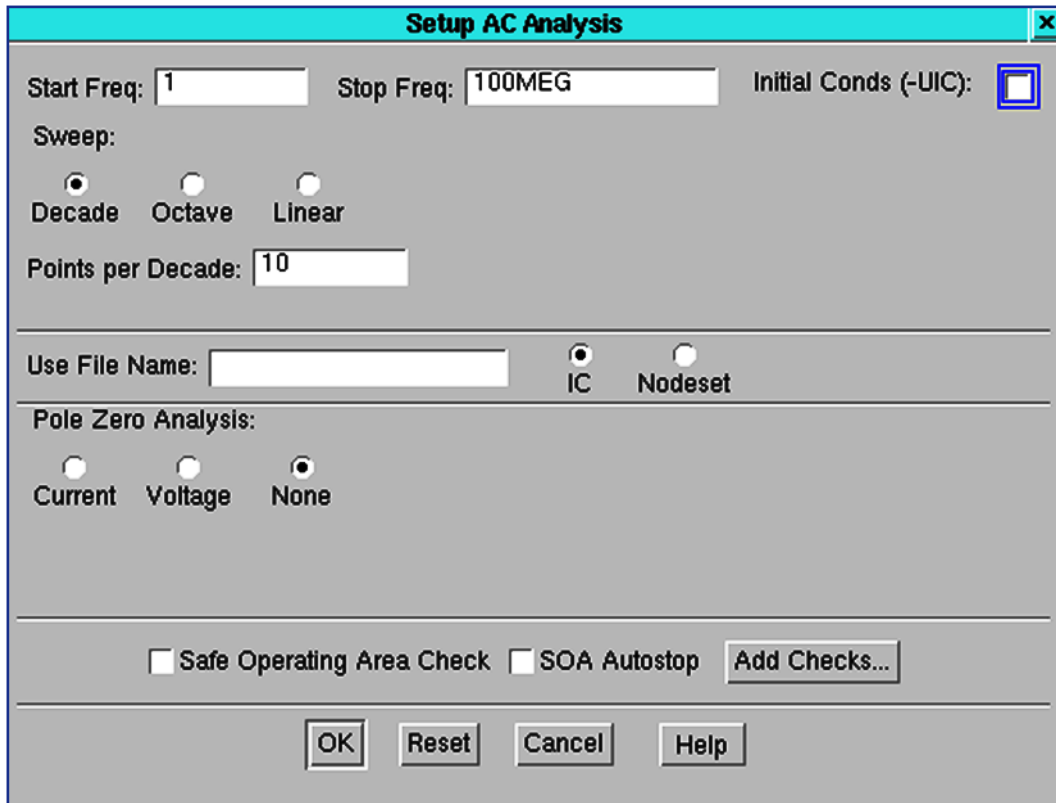 Setup AC Analysis
Start Freq: 1 Stop Freq: 100MEG Initial Conds (-UIC):
Sweep:
Decade Octave Linear
Points per Decade: 10
Use File Name:
IC Nodeset
Pole Zero Analysis:
Current Voltage None
Safe Operating Area Check SOA Autostop Add Checks...
OK Reset Cancel Help